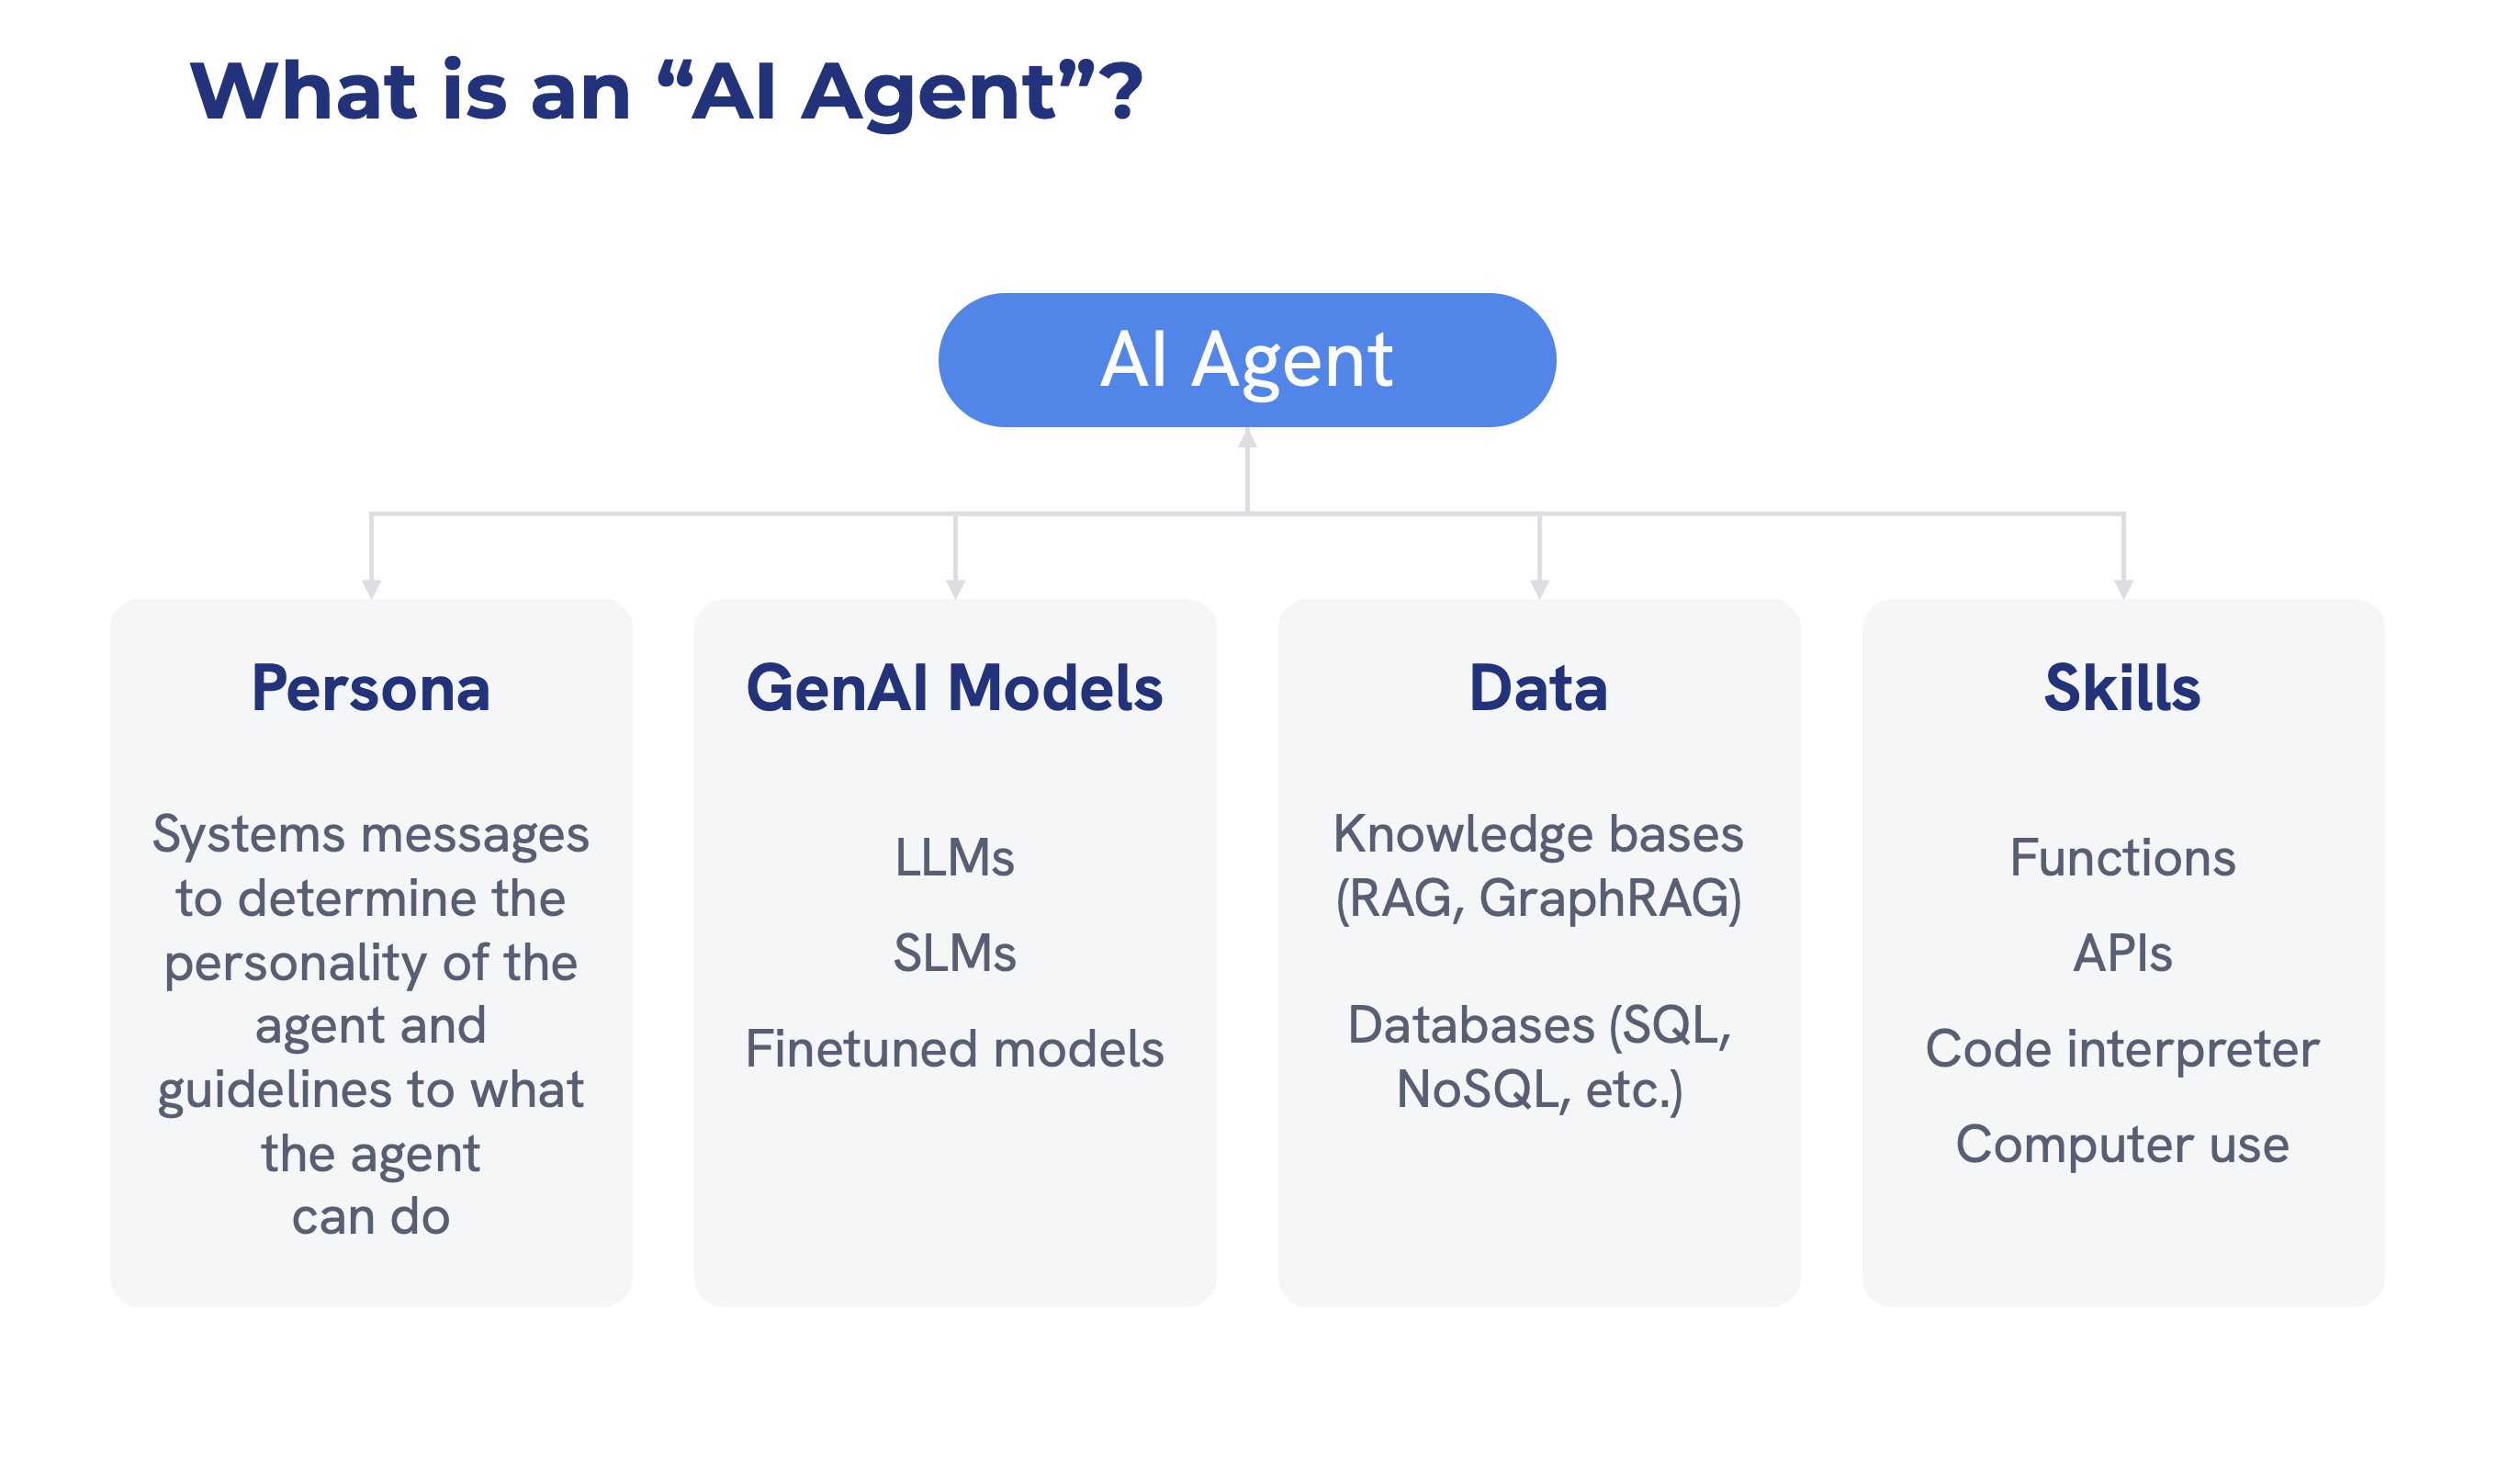 What is an “AI Agent”?
AI Agent
Persona
Systems messages
to determine the
personality of the
agent and
guidelines to what
the agent
can do
GenAI Models
LLMs
SLMs
Finetuned models
Data
Knowledge bases
(RAG, GraphRAG)
Databases (SQL,
NoSQL, etc.)
Skills
Functions
APIs
Code interpreter
Computer use